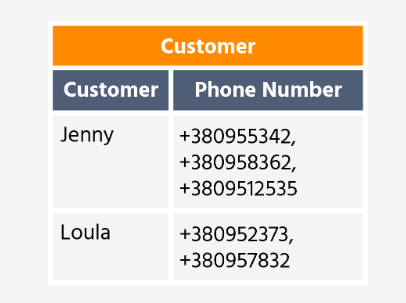 Customer
Customer Phone Number
Jenny +380955342,
+380958362,
+3809512535
Loula +380952373,
+380957832